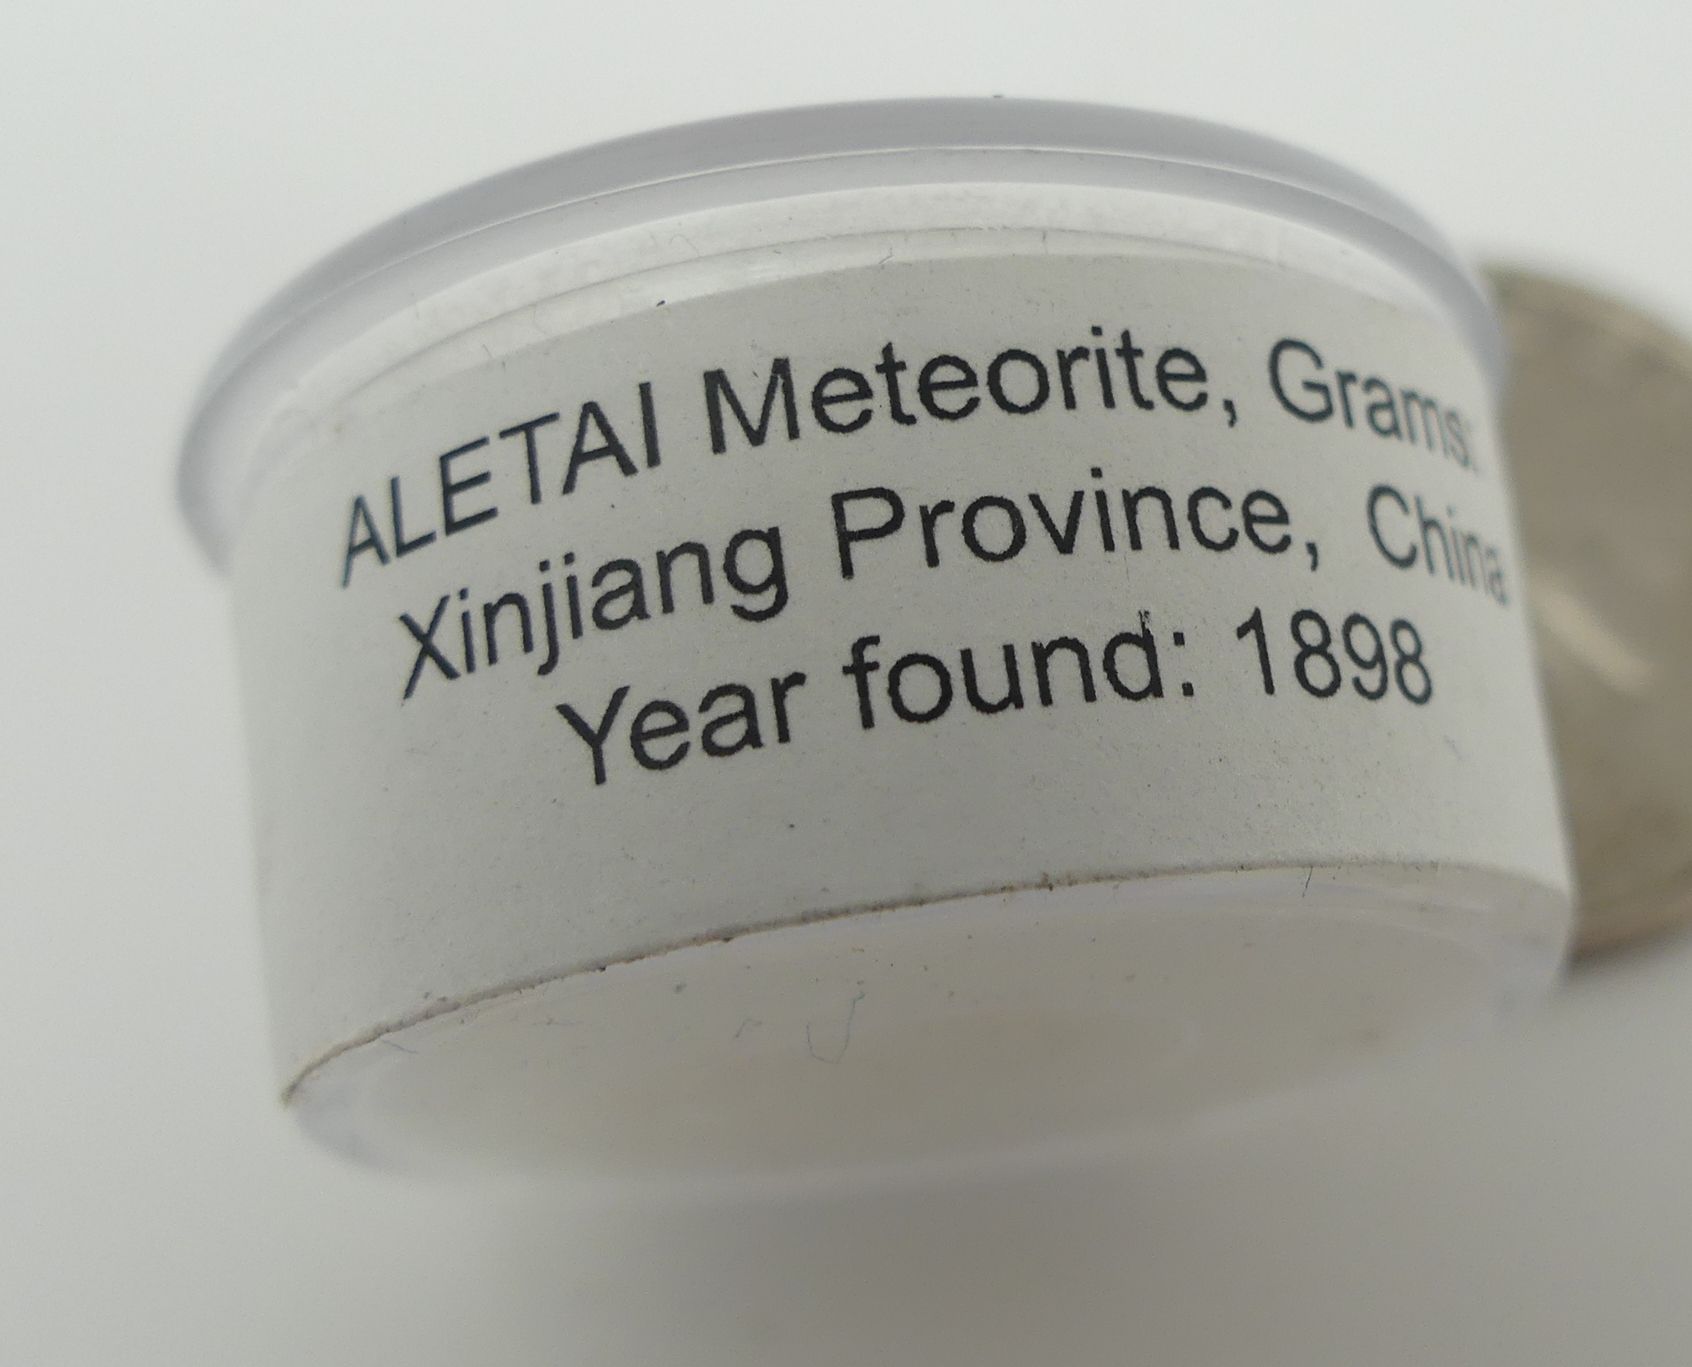 ALETAI Meteorite, Grams:
Xinjiang Province, China
Year found: 1898